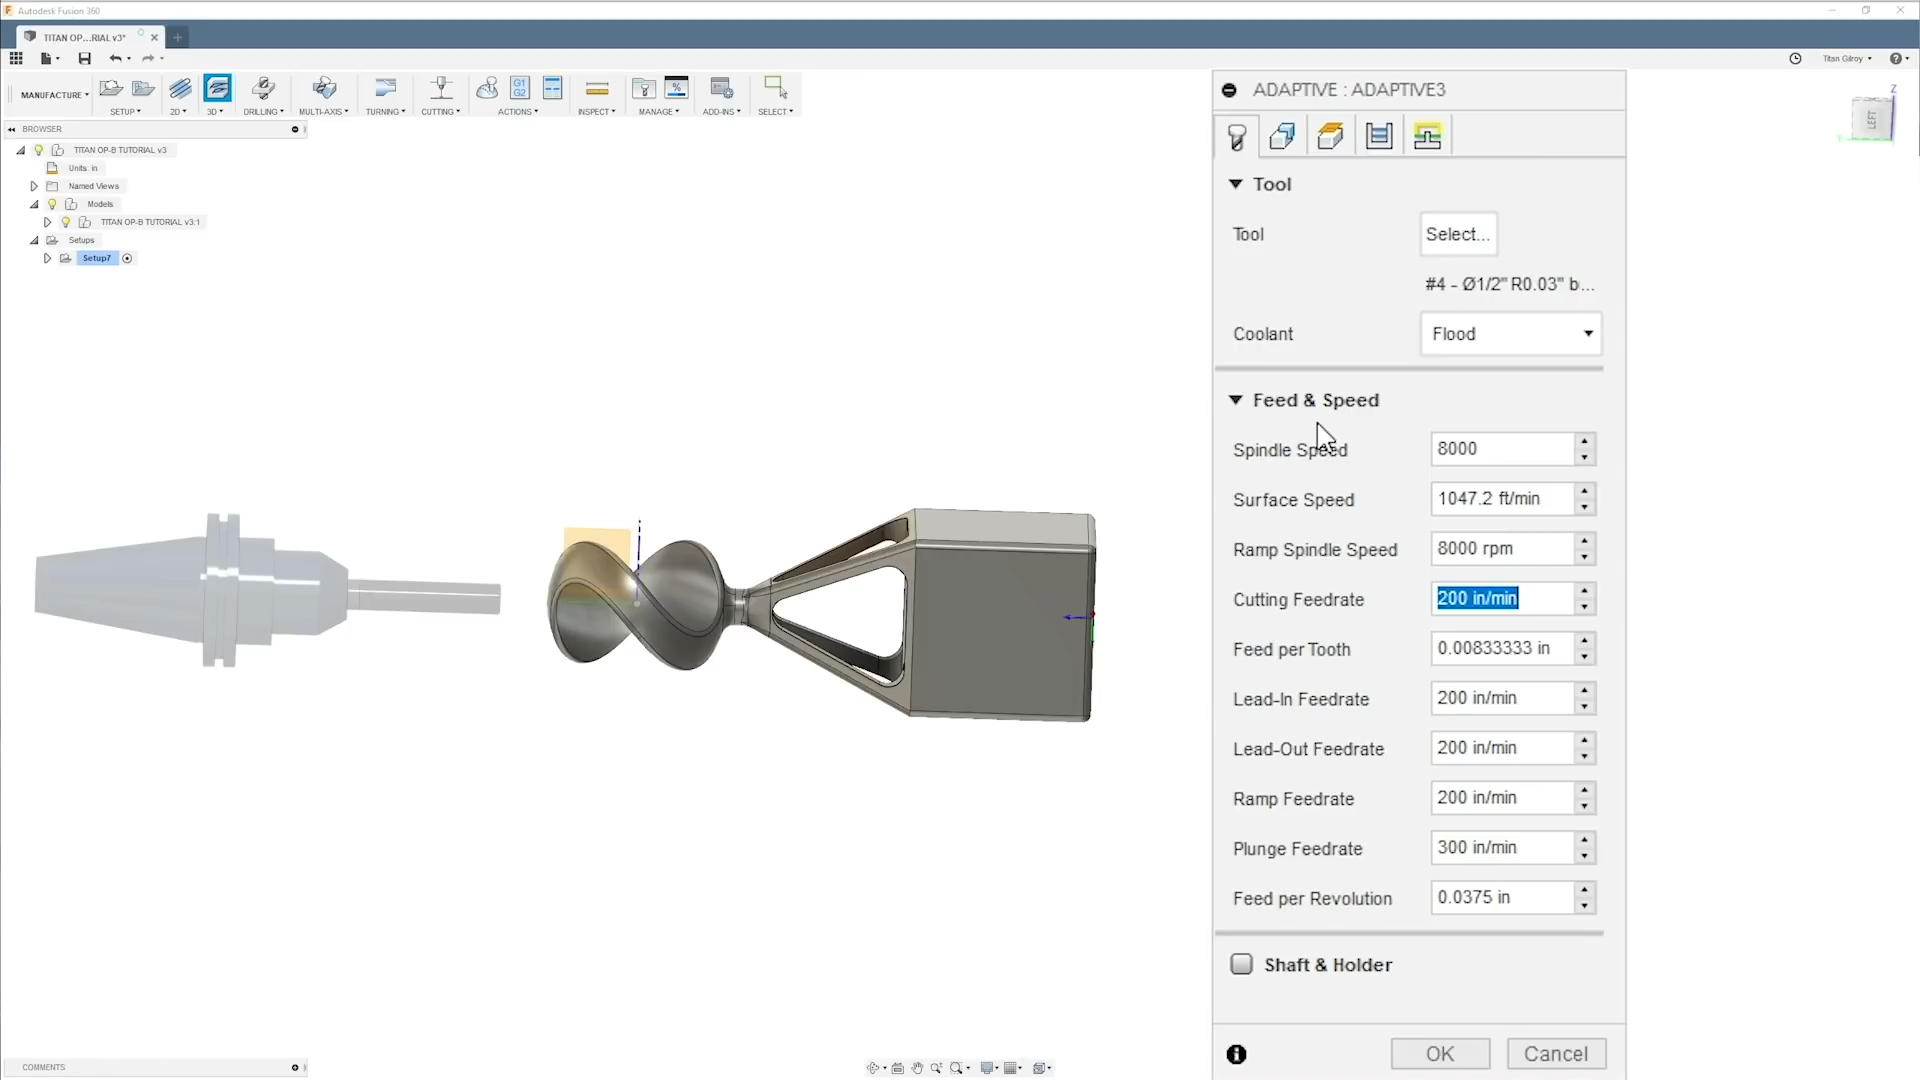 Autodesk Fusion 360
TITAN OP...RIAL v3*
Titan Gilroy
MANUFACTURE
SETUP
2D
3D
DRILLING
MULTI-AXIS
TURNING
CUTTING
G1
G2
ACTIONS
INSPECT
%
MANAGE
ADD-INS
SELECT
BROWSER
TITAN OP-B TUTORIAL v3
Units: in
Named Views
Models
TITAN OP-B TUTORIAL v3:1
Setups
Setup7
Z
LEFT
ADAPTIVE : ADAPTIVE3
Tool
Tool Select...
#4 - Ø1/2" R0.03" b...
Coolant Flood
Feed & Speed
Spindle Speed 8000
Surface Speed 1047.2 ft/min
Ramp Spindle Speed 8000 rpm
Cutting Feedrate 200 in/min
Feed per Tooth 0.00833333 in
Lead-In Feedrate 200 in/min
Lead-Out Feedrate 200 in/min
Ramp Feedrate 200 in/min
Plunge Feedrate 300 in/min
Feed per Revolution 0.0375 in
Shaft & Holder
OK Cancel
COMMENTS